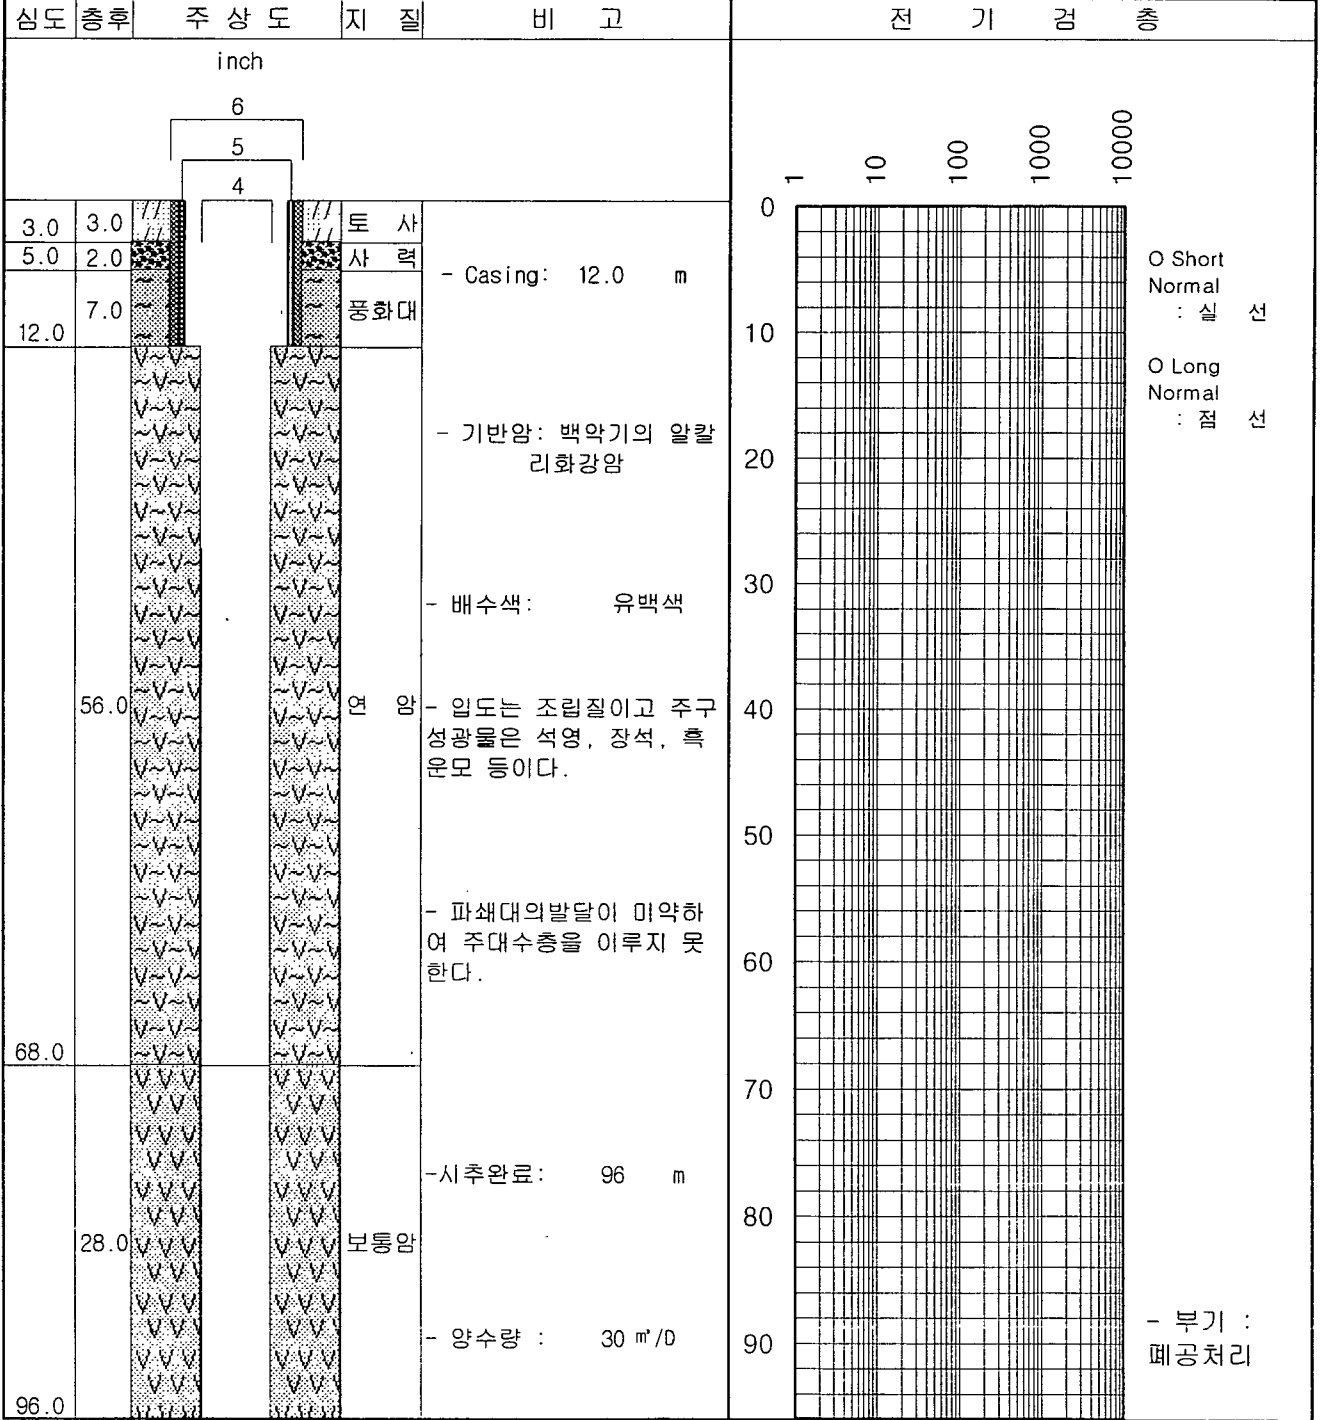 심도 층후 주 상 도 지 질 비 고 전 기 검 층
inch
6
5
4
1 10 100 1000 10000
3.0 3.0 토 사
5.0 2.0 사 력
12.0 7.0 풍화대
56.0 연 암
68.0
28.0 보통암
96.0
- Casing: 12.0 m
- 기반암: 백악기의 알칼
리화강암
- 배수색: 유백색
- 입도는 조립질이고 주구
성광물은 석영, 장석, 흑
운모 등이다.
- 파쇄대의발달이 미약하
여 주대수층을 이루지 못
한다.
-시추완료: 96 m
- 양수량 : 30 ㎥/D
0
10
20
30
40
50
60
70
80
90
O Short
Normal
: 실 선
O Long
Normal
: 점 선
- 부기 :
폐공처리